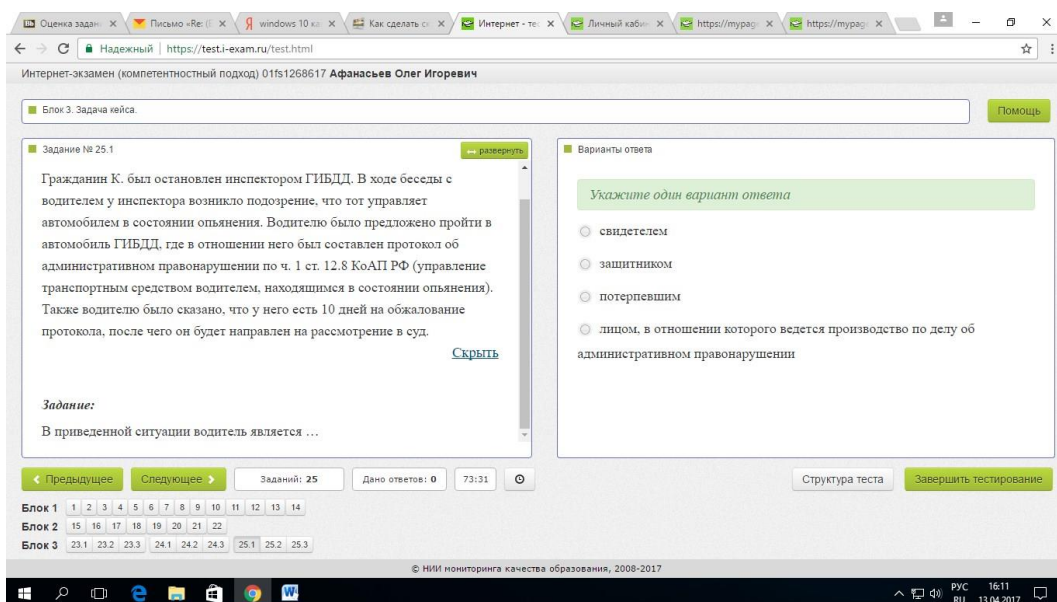 Оценка задан
Письмо «Re: (
windows 10 ка
Как сделать с
Интернет - те
Личный кабин
https://mypag
https://mypag
Надежный | https://test.i-exam.ru/test.html
Интернет-экзамен (компетентностный подход) 01fs1268617 Афанасьев Олег Игоревич
Блок 3. Задача кейса.
Помощь
Задание № 25.1
развернуть
Гражданин К. был остановлен инспектором ГИБДД. В ходе беседы с
водителем у инспектора возникло подозрение, что тот управляет
автомобилем в состоянии опьянения. Водителю было предложено пройти в
автомобиль ГИБДД, где в отношении него был составлен протокол об
административном правонарушении по ч. 1 ст. 12.8 КоАП РФ (управление
транспортным средством водителем, находящимся в состоянии опьянения).
Также водителю было сказано, что у него есть 10 дней на обжалование
протокола, после чего он будет направлен на рассмотрение в суд.
Скрыть
Задание:
В приведенной ситуации водитель является …
Варианты ответа
Укажите один вариант ответа
свидетелем
защитником
потерпевшим
лицом, в отношении которого ведется производство по делу об
административном правонарушении
Предыдущее
Следующее
Заданий: 25
Дано ответов: 0
73:31
Структура теста
Завершить тестирование
Блок 1 1 2 3 4 5 6 7 8 9 10 11 12 13 14
Блок 2 15 16 17 18 19 20 21 22
Блок 3 23.1 23.2 23.3 24.1 24.2 24.3 25.1 25.2 25.3
© НИИ мониторинга качества образования, 2008-2017
РУС
RU
16:11
13.04.2017